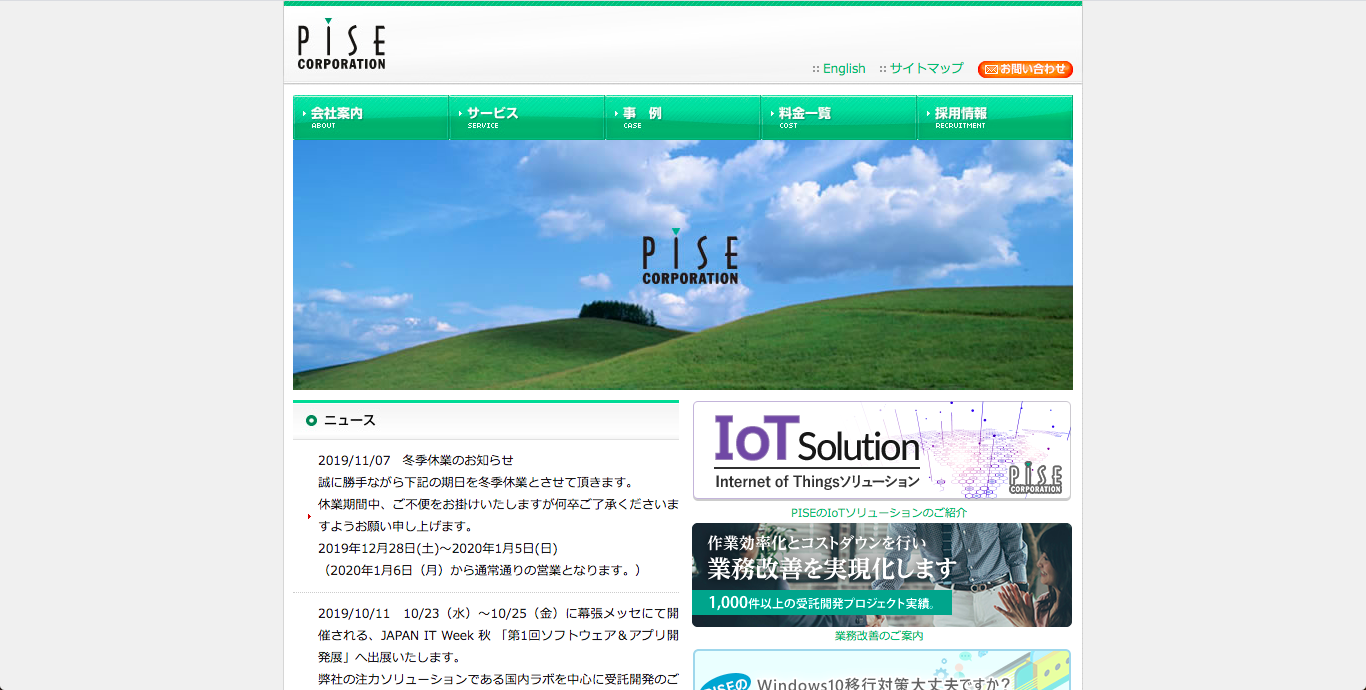 PiSE
CORPORATION
English
サイトマップ
お問い合わせ
会社案内
ABOUT
サービス
SERVICE
事 例
CASE
料金一覧
COST
採用情報
RECRUITMENT
PiSE
CORPORATION
ニュース
2019/11/07 冬季休業のお知らせ
誠に勝手ながら下記の期日を冬季休業とさせて頂きます。
休業期間中、ご不便をお掛けいたしますが何卒ご了承くださいま
すようお願い申し上げます。
2019年12月28日(土)～2020年1月5日(日)
（2020年1月6日（月）から通常通りの営業となります。）
2019/10/11 10/23（水）～10/25（金）に幕張メッセにて開
催される、JAPAN IT Week 秋 「第1回ソフトウェア＆アプリ開
発展」へ出展いたします。
弊社の注力ソリューションである国内ラボを中心に受託開発のご
IoT Solution
Internet of Thingsソリューション
PiSE
CORPORATION
PISEのIoTソリューションのご紹介
作業効率化とコストダウンを行い
業務改善を実現化します
1,000件以上の受託開発プロジェクト実績。
業務改善のご案内
PISEの
Windows10移行対策大丈夫ですか?